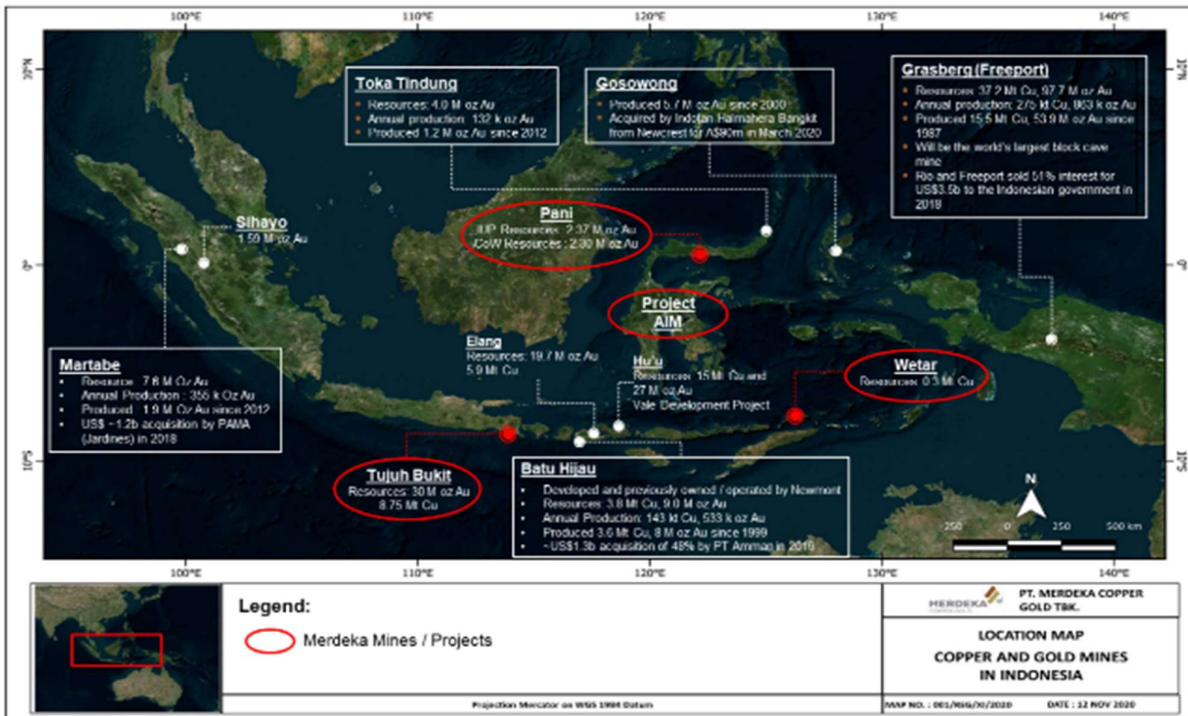 100°E
110°E
120°E
130°E
140°E
10°N
10°N
Toka Tindung
Resources: 4.0 M oz Au
Annual production: 132 k oz Au
Produced 1.2 M oz Au since 2012
Gosowong
Produced 5.7 M oz Au since 2000
Acquired by Indotan Halmahera Bangkit
from Newcrest for A$90m in March 2020
Grasberg (Freeport)
Resources: 37.2 Mt Cu, 97.7 M oz Au
Annual production: 275 kt Cu, 863 k oz Au
Produced 15.5 Mt Cu, 53.9 M oz Au since
1987
Will be the world's largest block cave
mine
Rio and Freeport sold 51% interest for
US$3.5b to the Indonesian government in
2018
Sihayo
1.59 M oz Au
Pani
IUP Resources : 2.37 M oz Au
CoW Resources : 2.30 M oz Au
0°
0°
Project
AIM
Elang
Resources: 19.7 M oz Au
5.9 Mt Cu
Hu'u
Resources: 15 Mt Cu and
27 M oz Au
Vale Development Project
Wetar
Resources: 0.3 Mt Cu
Martabe
Resource: 7.6 M Oz Au
Annual Production : 355 k Oz Au
Produced : 1.9 M Oz Au since 2012
US$ ~1.2b acquisition by PAMA
(Jardines) in 2018
10°S
10°S
Tujuh Bukit
Resources: 30 M oz Au
8.75 Mt Cu
Batu Hijau
Developed and previously owned / operated by Newmont
Resources: 3.8 Mt Cu, 9.0 M oz Au
Annual Production: 143 kt Cu, 533 k oz Au
Produced 3.6 Mt Cu, 8 M oz Au since 1999
~US$1.3b acquisition of 48% by PT Amman in 2016
N
250 0 250 500 km
100°E
110°E
120°E
130°E
140°E
Legend:
Merdeka Mines / Projects
MERDEKA
PT. MERDEKA COPPER
GOLD TBK.
LOCATION MAP
COPPER AND GOLD MINES
IN INDONESIA
Projection Mercator on WGS 1984 Datum
MAP NO. : 001/RSG/XI/2020
DATE : 12 NOV 2020